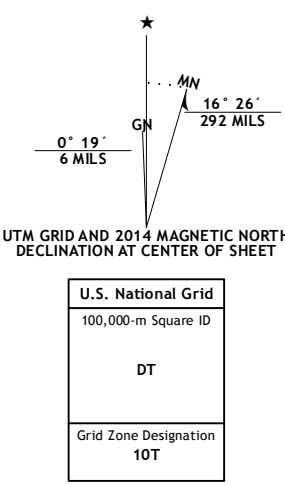 ★
MN
16° 26´
292 MILS
GN
0° 19´
6 MILS
UTM GRID AND 2014 MAGNETIC NORTH
DECLINATION AT CENTER OF SHEET
U.S. National Grid
100,000-m Square ID
DT
Grid Zone Designation
10T